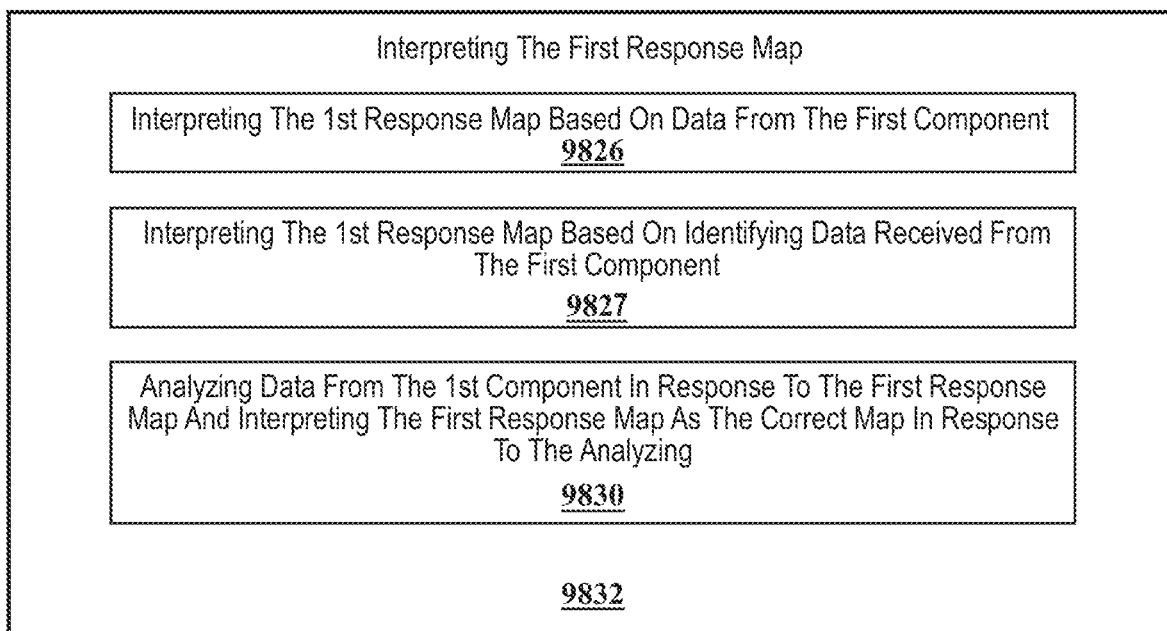 Interpreting The First Response Map
Interpreting The 1st Response Map Based On Data From The First Component
9826
Interpreting The 1st Response Map Based On Identifying Data Received From
The First Component
9827
Analyzing Data From The 1st Component In Response To The First Response
Map And Interpreting The First Response Map As The Correct Map In Response
To The Analyzing
9830
9832